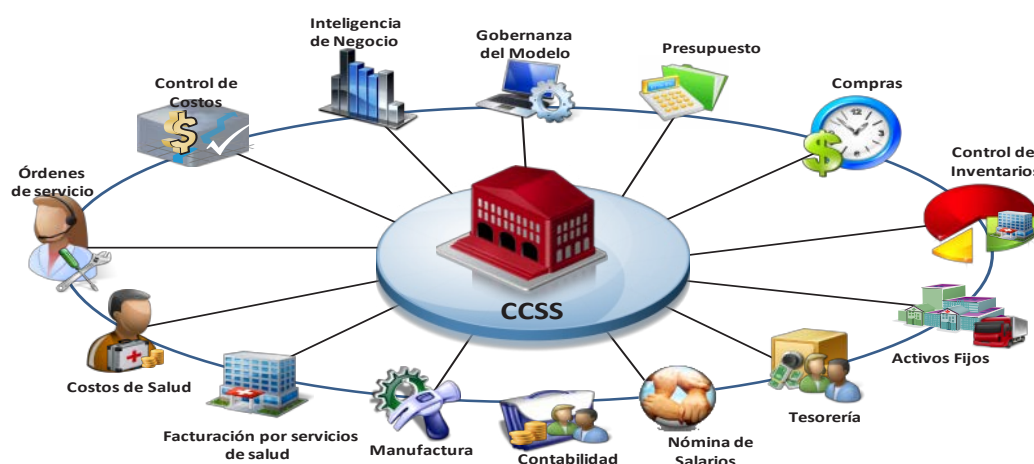 Inteligencia
de Negocio
Gobernanza
del Modelo
Presupuesto
Control de
Costos
Compras
Control de
Inventarios
Órdenes
de servicio
CCSS
Activos Fijos
Costos de Salud
Tesorería
Facturación por servicios
de salud
Manufactura
Contabilidad
Nómina de
Salarios